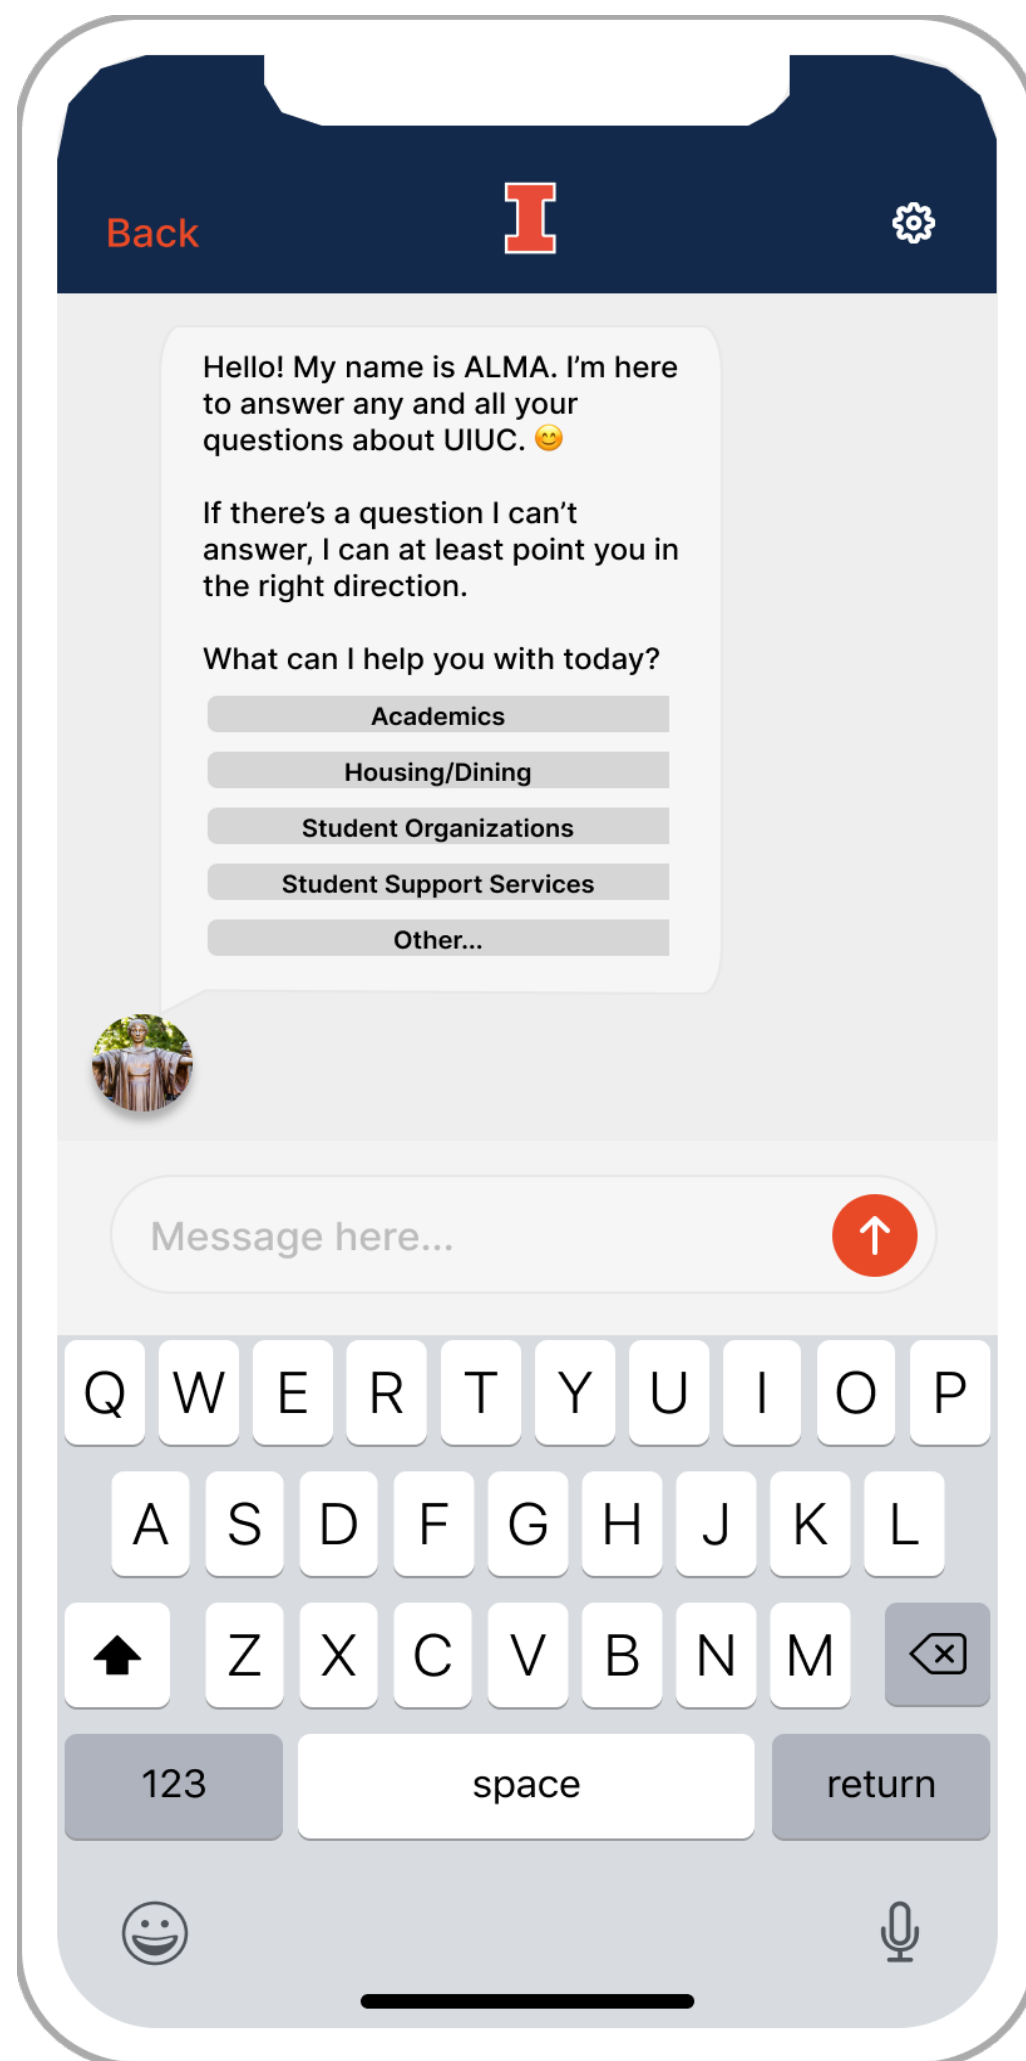 Back
I
Hello! My name is ALMA. I’m here
to answer any and all your
questions about UIUC. 😊
If there’s a question I can’t
answer, I can at least point you in
the right direction.
What can I help you with today?
Academics
Housing/Dining
Student Organizations
Student Support Services
Other...
Message here...
Q W E R T Y U I O P
A S D F G H J K L
Z X C V B N M
123 space return